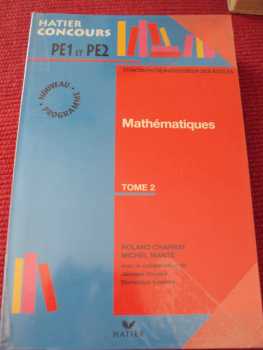 HATIER
CONCOURS
PE1 ET PE2
NOUVEAU
PROGRAMME
Mathématiques
TOME 2
ROLAND CHARNAY
MICHEL MANTE
HATIER